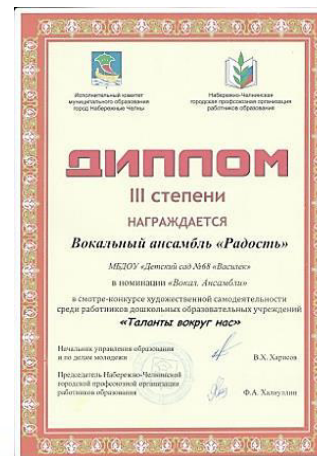 Исполнительный комитет
муниципального образования
город Набережные Челны
Набережно-Челнинская
городская профсоюзная организация
работников образования
ДИПЛОМ
III степени
НАГРАЖДАЕТСЯ
Вокальный ансамбль «Радость»
МБДОУ «Детский сад №68 «Василек»
в номинации «Вокал. Ансамбли»
в смотре-конкурсе художественной самодеятельности
среди работников дошкольных образовательных учреждений
«Таланты вокруг нас»
Начальник управления образования
и по делам молодежи
В.Х. Харисов
Председатель Набережно-Челнинской
городской профсоюзной организации
работников образования
Ф.А. Халиуллин